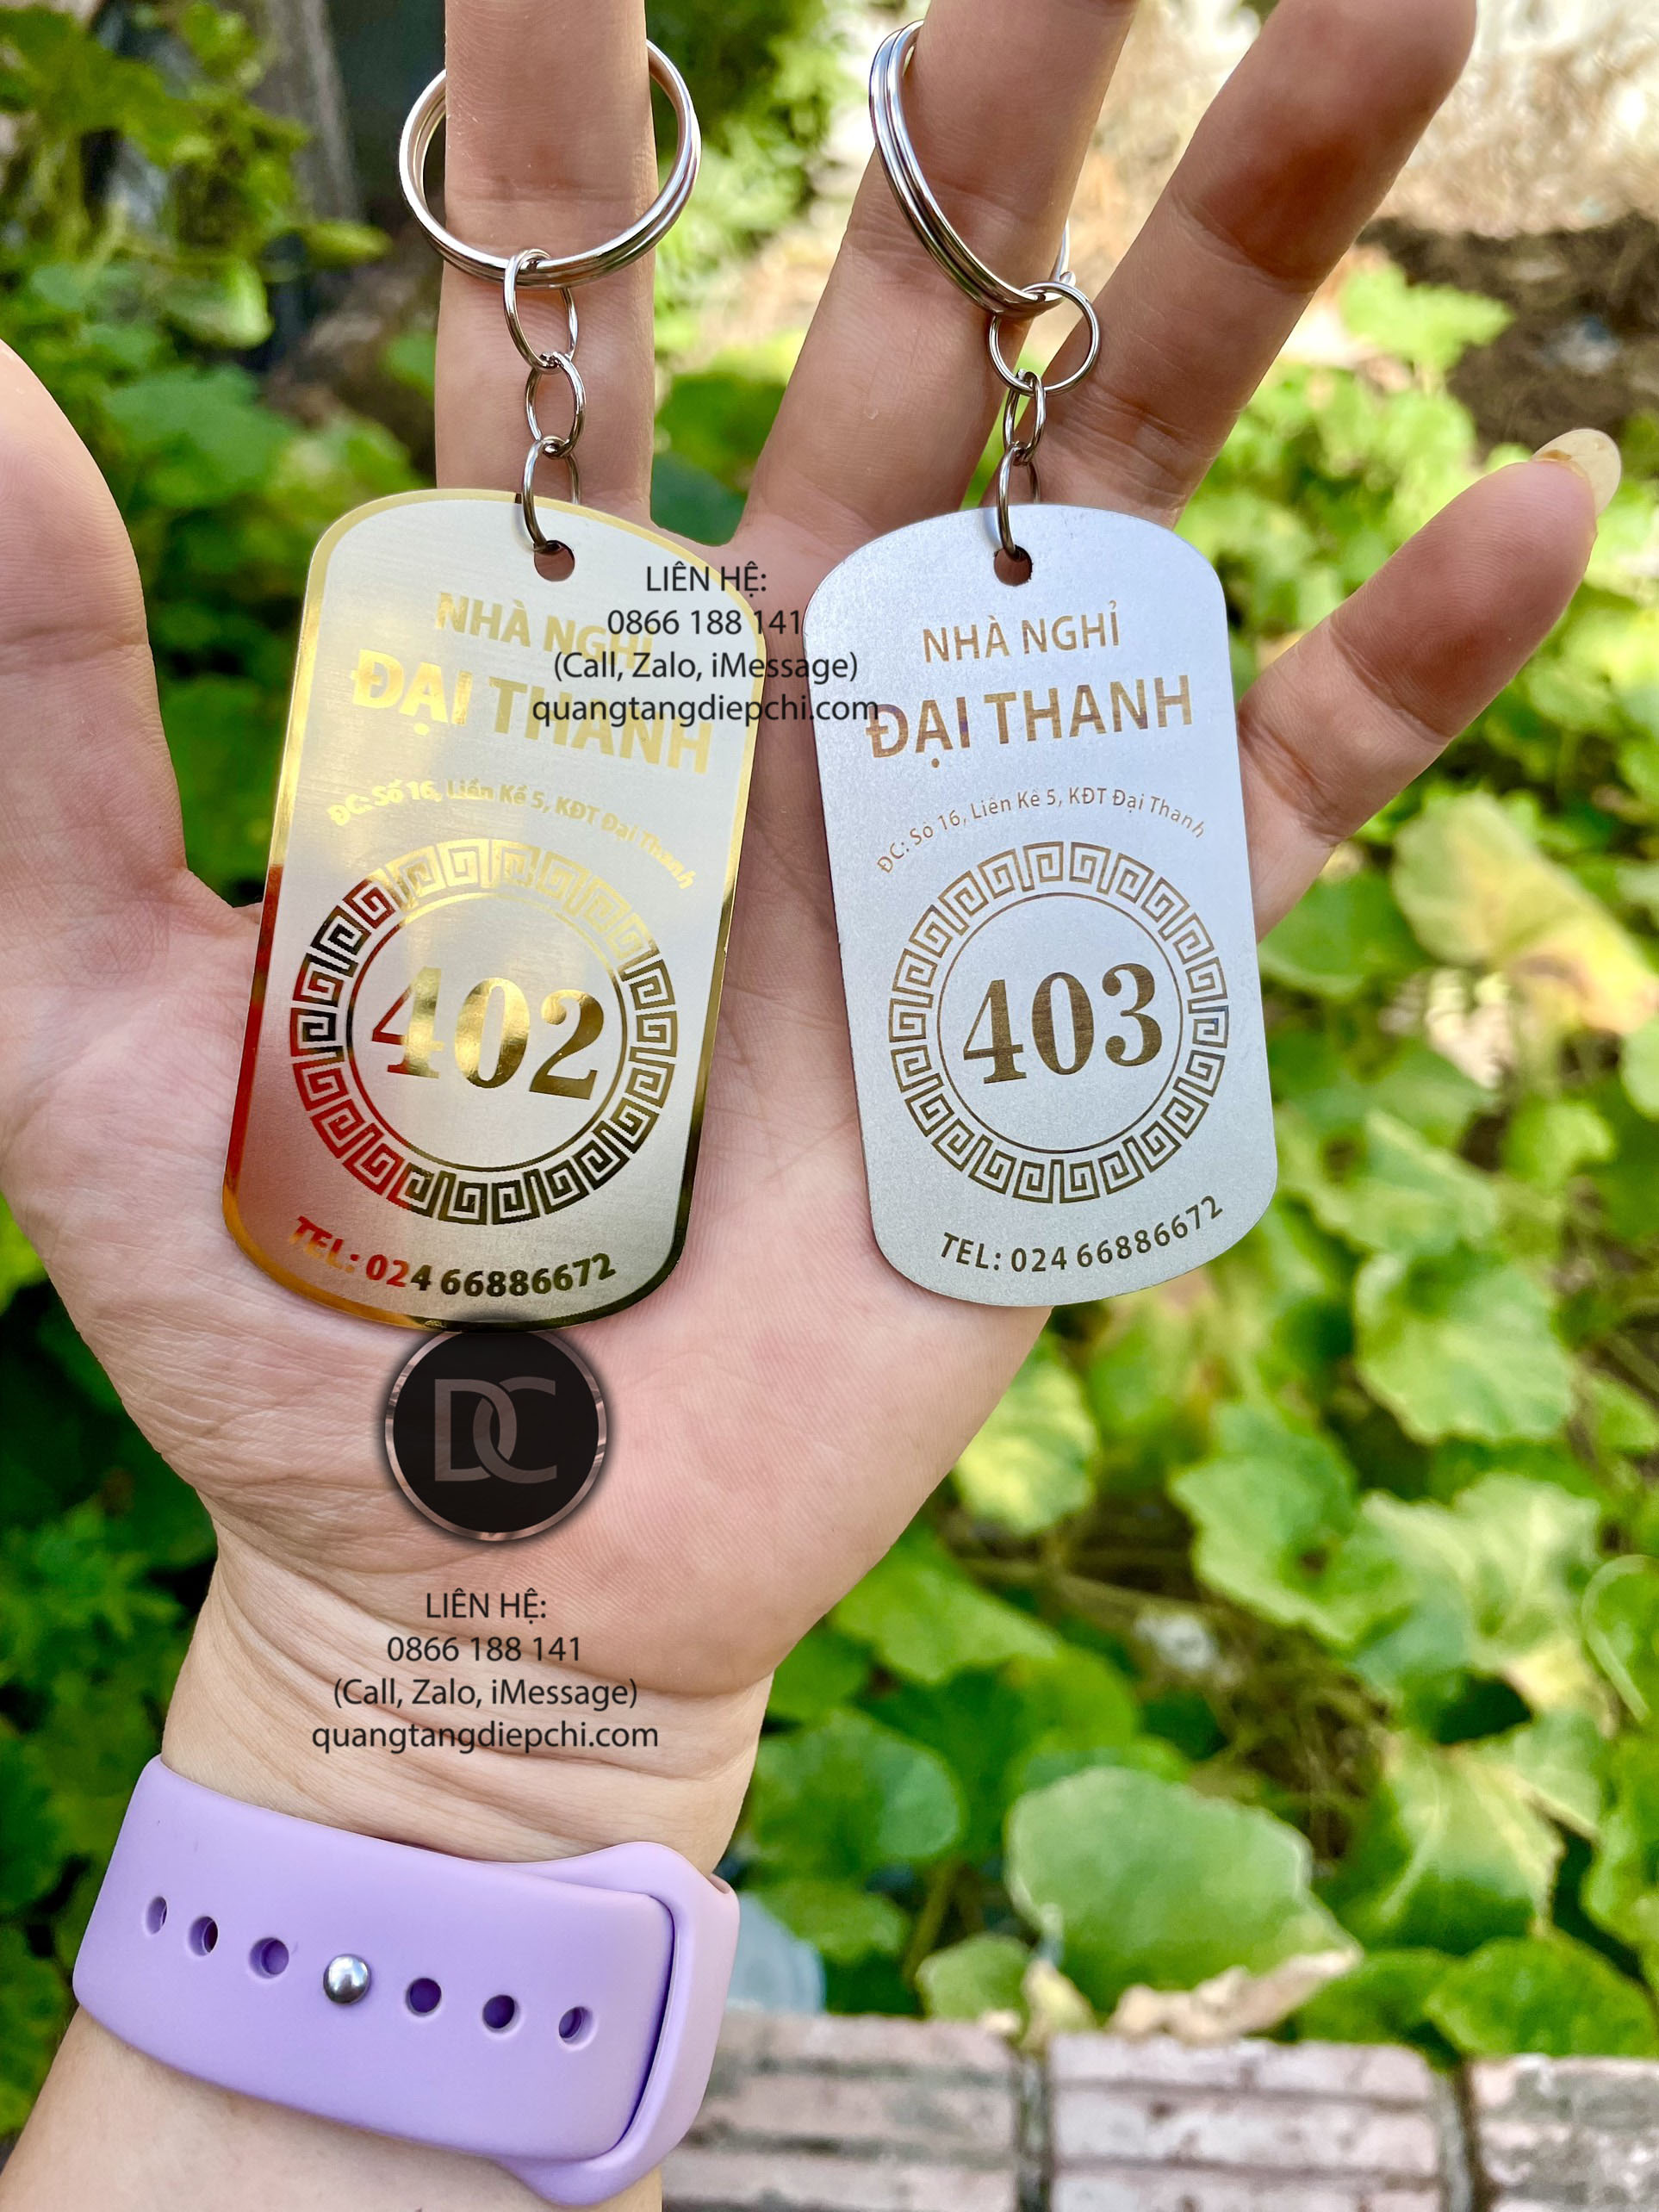 NHÀ NGHỈ
ĐẠI THANH
ĐC: Số 16, Liền Kề 5, KĐT Đại Thanh
402
TEL: 024 66886672
LIÊN HỆ:
0866 188 141
(Call, Zalo, iMessage)
quangtangdiepchi.com
NHÀ NGHỈ
ĐẠI THANH
ĐC: Số 16, Liền Kề 5, KĐT Đại Thanh
403
TEL: 024 66886672
DC
LIÊN HỆ:
0866 188 141
(Call, Zalo, iMessage)
quangtangdiepchi.com